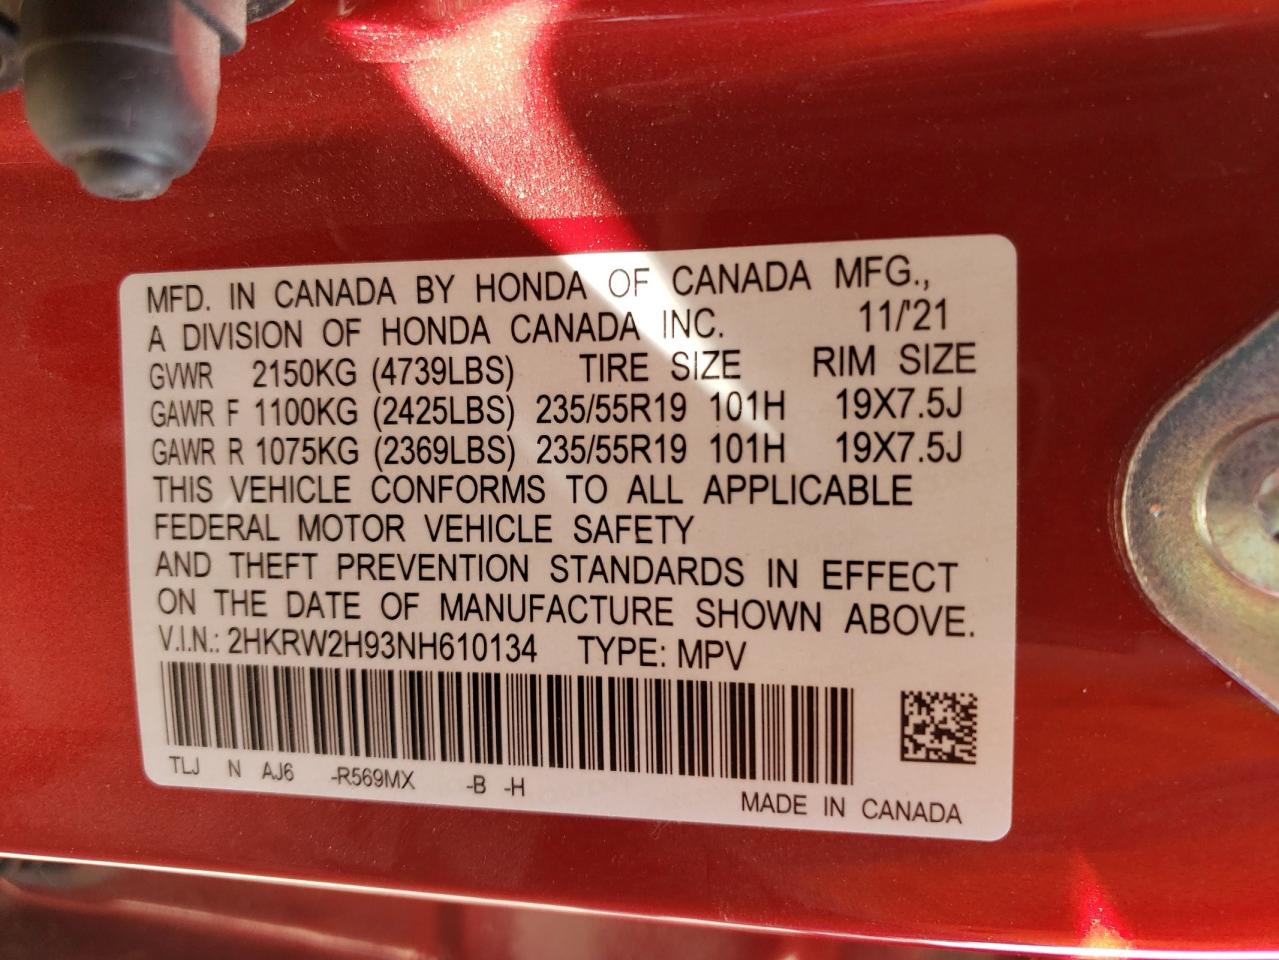 MFD. IN CANADA BY HONDA OF CANADA MFG.,
A DIVISION OF HONDA CANADA INC. 11/'21
GVWR 2150KG (4739LBS) TIRE SIZE RIM SIZE
GAWR F 1100KG (2425LBS) 235/55R19 101H 19X7.5J
GAWR R 1075KG (2369LBS) 235/55R19 101H 19X7.5J
THIS VEHICLE CONFORMS TO ALL APPLICABLE
FEDERAL MOTOR VEHICLE SAFETY
AND THEFT PREVENTION STANDARDS IN EFFECT
ON THE DATE OF MANUFACTURE SHOWN ABOVE.
V.I.N.: 2HKRW2H93NH610134 TYPE: MPV
TLJ N AJ6 -R569MX -B -H
MADE IN CANADA